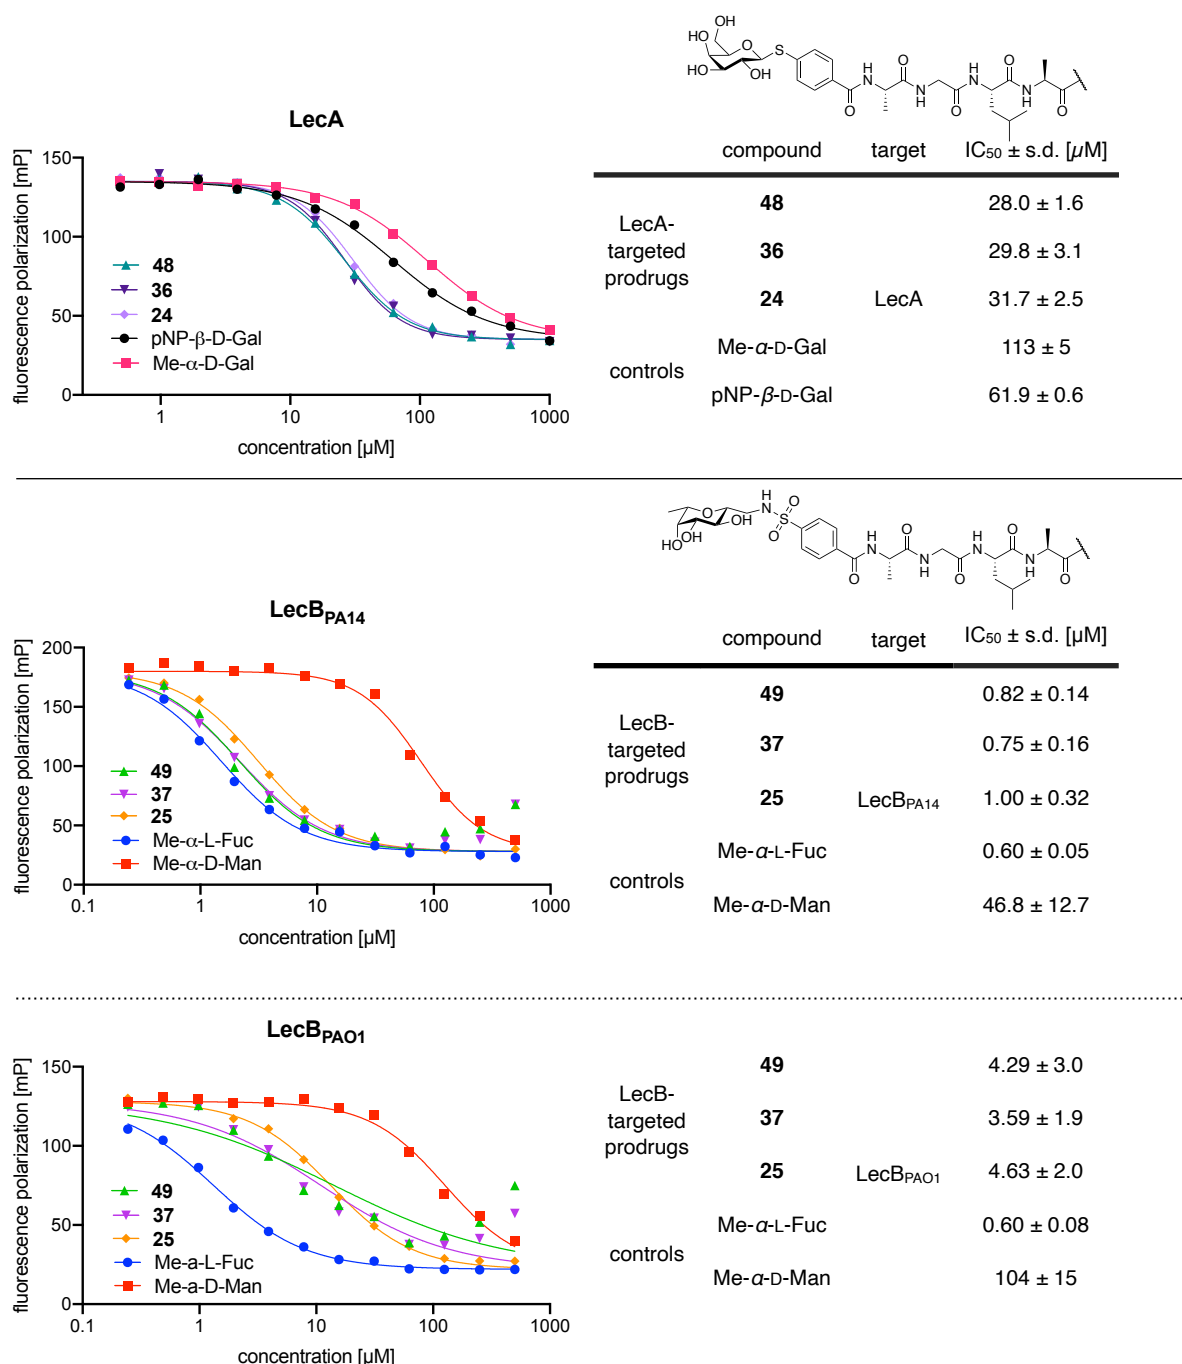 LecA
fluorescence polarization [mP]
150
100
50
0
48
36
24
pNP-β-D-Gal
Me-α-D-Gal
1 10 100 1000
concentration [µM]
OH
HO
OH
O
S
HO
OH
O
H
N
O
N
H
O
H
N
O
N
H
O
compound target IC50 ± s.d. [µM]
LecA-
targeted
prodrugs
48 28.0 ± 1.6
36 29.8 ± 3.1
24 LecA 31.7 ± 2.5
controls
Me-α-D-Gal 113 ± 5
pNP-β-D-Gal 61.9 ± 0.6
LecBPA14
fluorescence polarization [mP]
200
150
100
50
0
49
37
25
Me-α-L-Fuc
Me-α-D-Man
0.1 1 10 100 1000
concentration [µM]
O
H
N
O
S
O
OH
OH
HO
O
H
N
O
N
H
O
H
N
O
N
H
O
compound target IC50 ± s.d. [µM]
LecB-
targeted
prodrugs
49 0.82 ± 0.14
37 0.75 ± 0.16
25 LecBPA14 1.00 ± 0.32
controls
Me-α-L-Fuc 0.60 ± 0.05
Me-α-D-Man 46.8 ± 12.7
LecBPAO1
fluorescence polarization [mP]
150
100
50
0
49
37
25
Me-a-L-Fuc
Me-a-D-Man
0.1 1 10 100 1000
concentration [µM]
LecB-
targeted
prodrugs
49 4.29 ± 3.0
37 3.59 ± 1.9
25 LecBPAO1 4.63 ± 2.0
controls
Me-α-L-Fuc 0.60 ± 0.08
Me-α-D-Man 104 ± 15